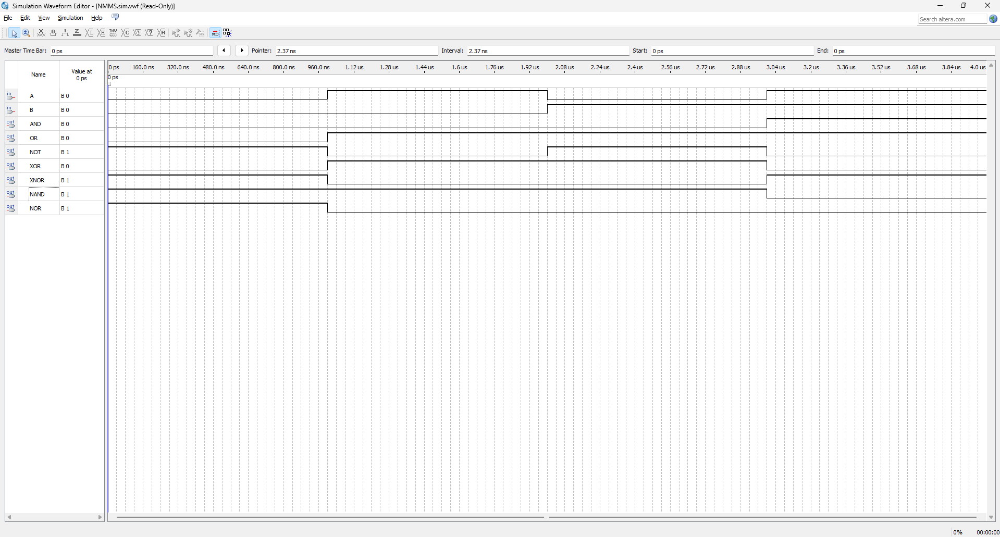 Simulation Waveform Editor - [NMMS.sim.vwf (Read-Only)]
File Edit View Simulation Help
Search altera.com
Master Time Bar: 0 ps Pointer: 2.37 ns Interval: 2.37 ns Start: 0 ps End: 0 ps
Name Value at 0 ps
0 ps 160.0 ns 320.0 ns 480.0 ns 640.0 ns 800.0 ns 960.0 ns 1.12 us 1.28 us 1.44 us 1.6 us 1.76 us 1.92 us 2.08 us 2.24 us 2.4 us 2.56 us 2.72 us 2.88 us 3.04 us 3.2 us 3.36 us 3.52 us 3.68 us 3.84 us 4.0 us
0 ps
in A B 0
in B B 0
out AND B 0
out OR B 0
out NOT B 1
out XOR B 0
out XNOR B 1
out NAND B 1
out NOR B 1
0% 00:00:00